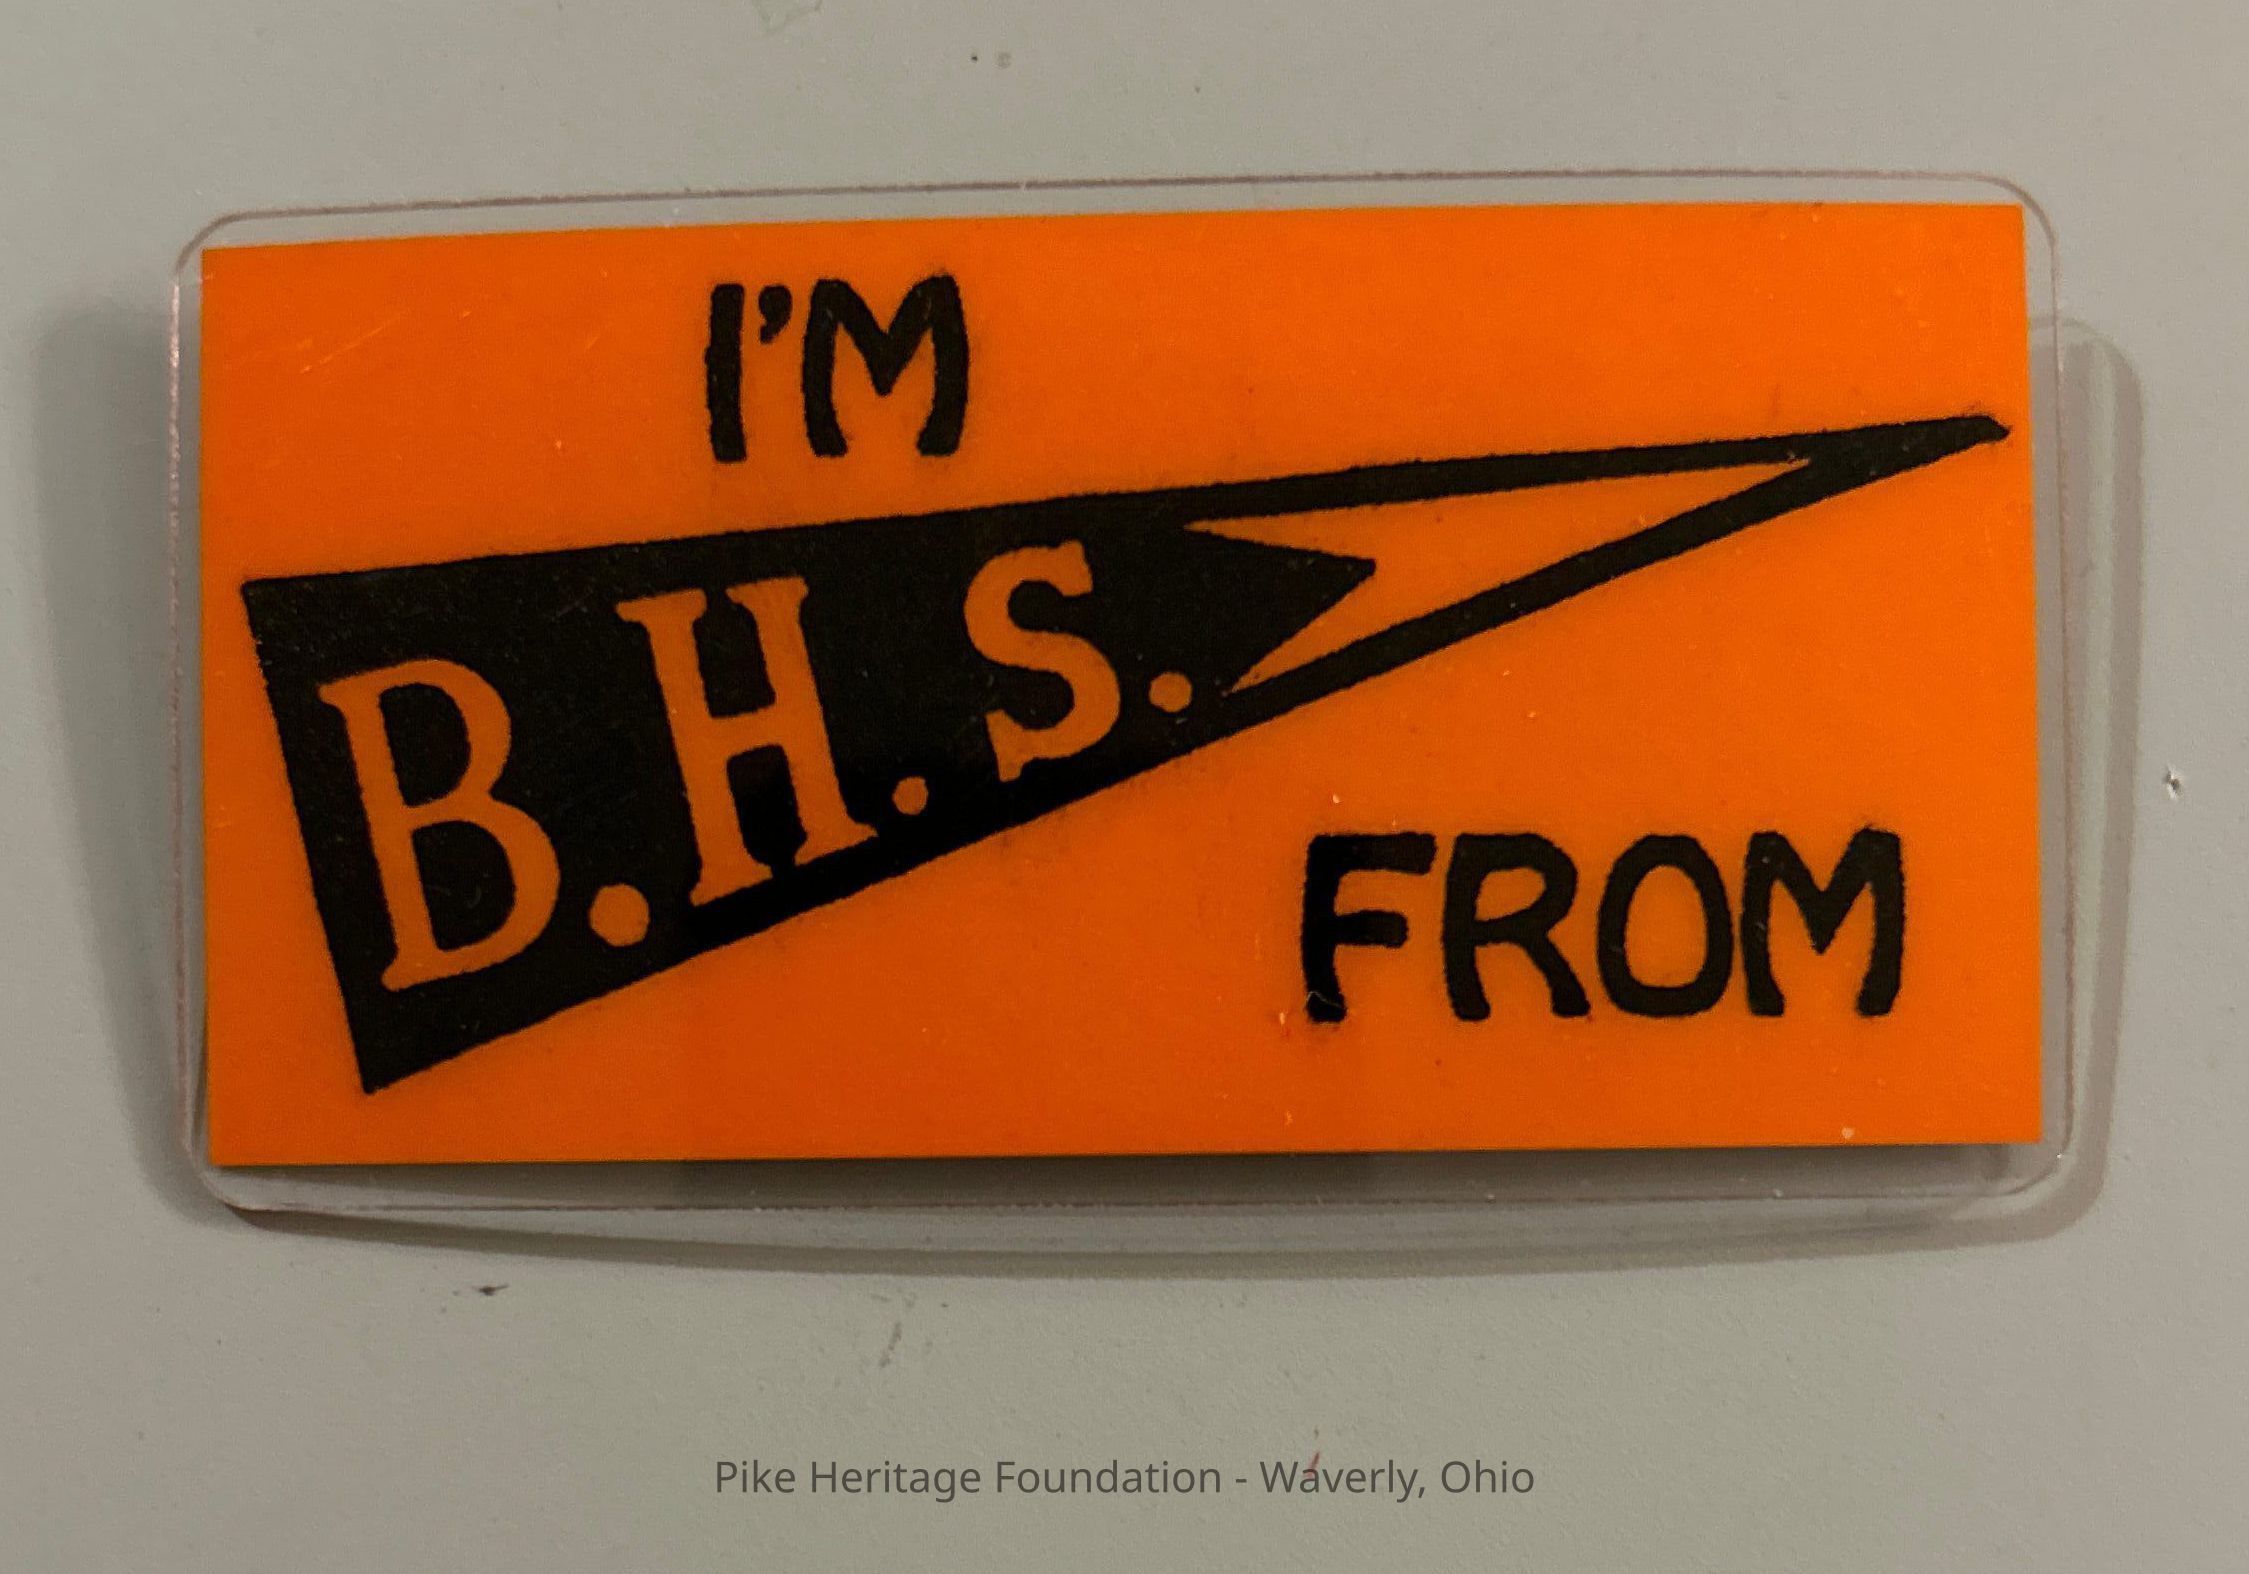 I'M
B.H.S.
FROM
Pike Heritage Foundation - Waverly, Ohio